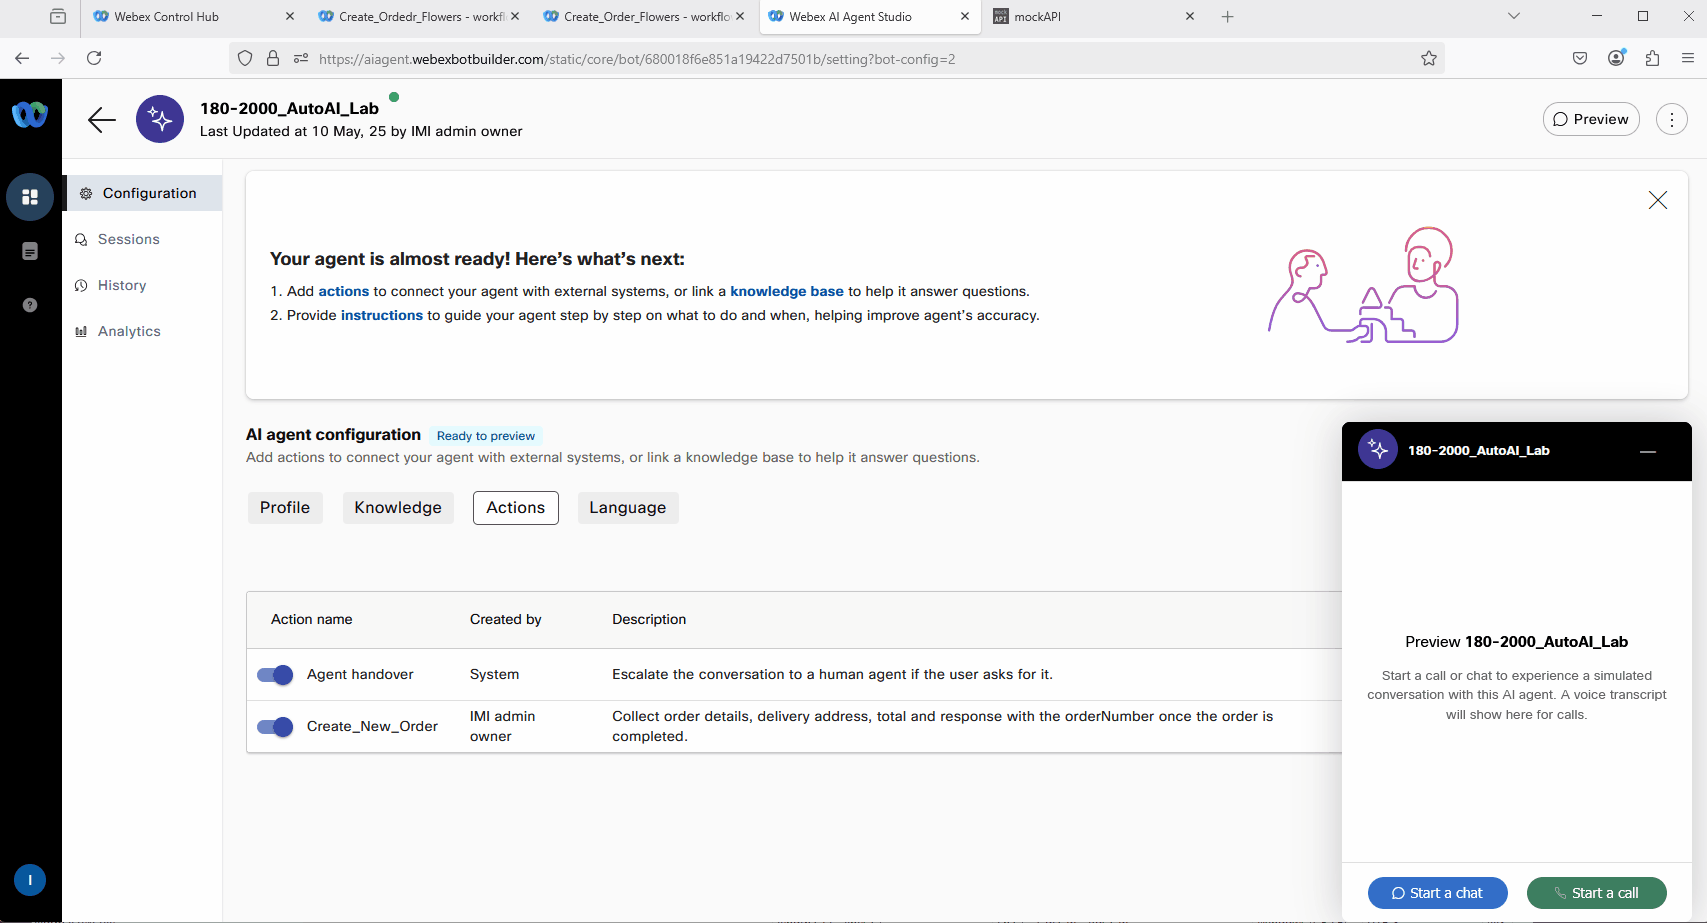 Webex Control Hub
Create_Ordedr_Flowers - workfl
Create_Order_Flowers - workflo
Webex AI Agent Studio
mock API
mockAPI
https://aiagent.webexbotbuilder.com/static/core/bot/680018f6e851a19422d7501b/setting?bot-config=2
180-2000_AutoAI_Lab
Last Updated at 10 May, 25 by IMI admin owner
Preview
Configuration
Sessions
History
Analytics
Your agent is almost ready! Here's what's next:
1. Add actions to connect your agent with external systems, or link a knowledge base to help it answer questions.
2. Provide instructions to guide your agent step by step on what to do and when, helping improve agent's accuracy.
AI agent configuration Ready to preview
Add actions to connect your agent with external systems, or link a knowledge base to help it answer questions.
Profile
Knowledge
Actions
Language
Action name Created by Description
Agent handover System Escalate the conversation to a human agent if the user asks for it.
Create_New_Order IMI admin owner Collect order details, delivery address, total and response with the orderNumber once the order is completed.
180-2000_AutoAI_Lab
Preview 180-2000_AutoAI_Lab
Start a call or chat to experience a simulated
conversation with this AI agent. A voice transcript
will show here for calls.
Start a chat
Start a call
I